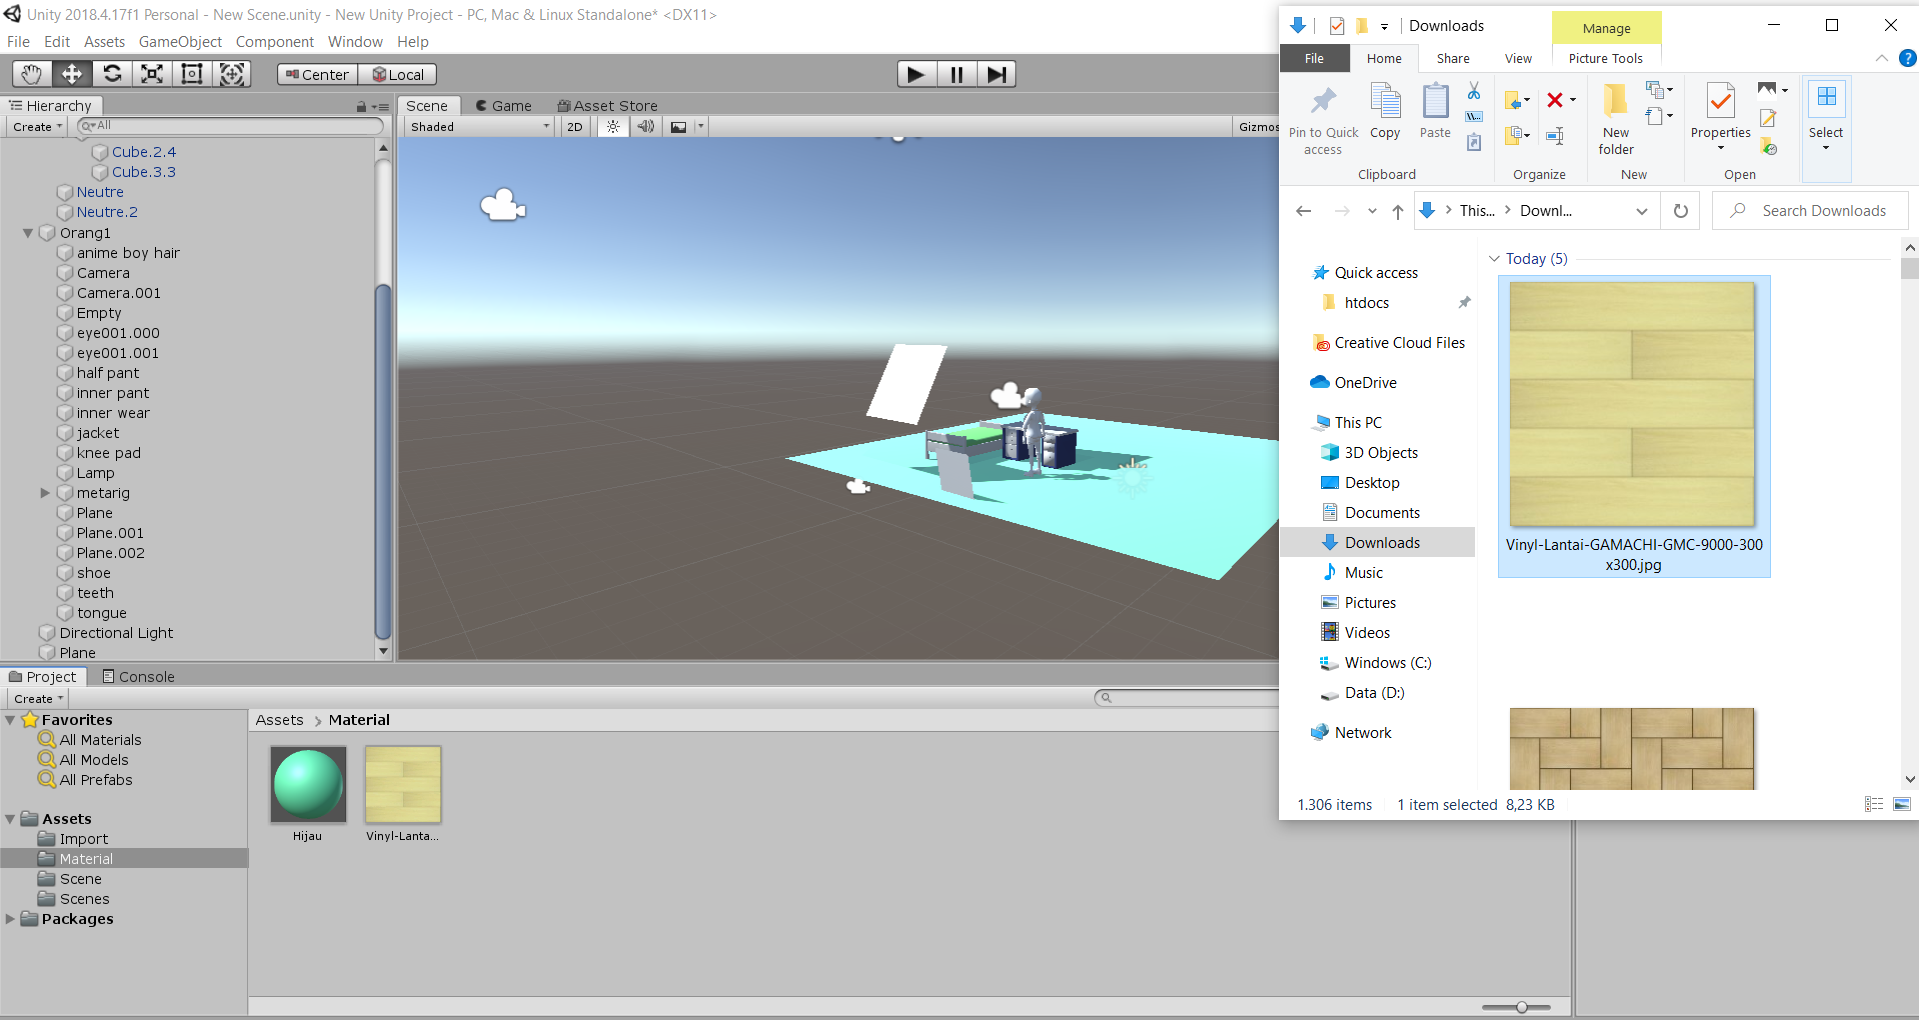 Unity 2018.4.17f1 Personal - New Scene.unity - New Unity Project - PC, Mac & Linux Standalone* <DX11>
File Edit Assets GameObject Component Window Help
Center Local
Hierarchy
Create All
Cube.2.4
Cube.3.3
Neutre
Neutre.2
Orang1
anime boy hair
Camera
Camera.001
Empty
eye001.000
eye001.001
half pant
inner pant
inner wear
jacket
knee pad
Lamp
metarig
Plane
Plane.001
Plane.002
shoe
teeth
tongue
Directional Light
Plane
Scene Game Asset Store
Shaded 2D Gizmos
Project Console
Create
Favorites
All Materials
All Models
All Prefabs
Assets
Import
Material
Scene
Scenes
Packages
Assets Material
Hijau
Vinyl-Lanta...
Downloads
Manage
File Home Share View Picture Tools
Pin to Quick access
Copy
Paste
New folder
Properties
Select
Clipboard Organize New Open
This... Downl...
Search Downloads
Quick access
htdocs
Creative Cloud Files
OneDrive
This PC
3D Objects
Desktop
Documents
Downloads
Music
Pictures
Videos
Windows (C:)
Data (D:)
Network
Today (5)
Vinyl-Lantai-GAMACHI-GMC-9000-300
x300.jpg
1.306 items 1 item selected 8,23 KB